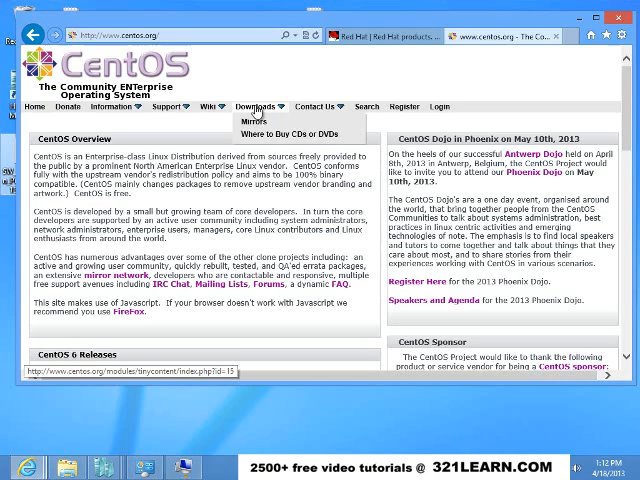 http://www.centos.org/
Red Hat | Red Hat products...
www.centos.org - The Co...
CentOS
The Community ENTerprise
Operating System
Home Donate Information Support Wiki Downloads Contact Us Search Register Login
Mirrors
Where to Buy CDs or DVDs
CentOS Overview
CentOS is an Enterprise-class Linux Distribution derived from sources freely provided to
the public by a prominent North American Enterprise Linux vendor. CentOS conforms
fully with the upstream vendor's redistribution policy and aims to be 100% binary
compatible. (CentOS mainly changes packages to remove upstream vendor branding and
artwork.) CentOS is free.
CentOS is developed by a small but growing team of core developers. In turn the core
developers are supported by an active user community including system administrators,
network administrators, enterprise users, managers, core Linux contributors and Linux
enthusiasts from around the world.
CentOS has numerous advantages over some of the other clone projects including: an
active and growing user community, quickly rebuilt, tested, and QA'ed errata packages,
an extensive mirror network, developers who are contactable and responsive, multiple
free support avenues including IRC Chat, Mailing Lists, Forums, a dynamic FAQ.
This site makes use of Javascript. If your browser doesn't work with Javascript we
recommend you use FireFox.
CentOS 6 Releases
CentOS Dojo in Phoenix on May 10th, 2013
On the heels of our successful Antwerp Dojo held on April
8th, 2013 in Antwerp, Belgium, the CentOS Project would
like to invite you to attend our Phoenix Dojo on May
10th, 2013.
The CentOS Dojo's are a one day event, organised around
the world, that bring together people from the CentOS
Communities to talk about systems administration, best
practices in linux centric activities and emerging
technologies of note. The emphasis is to find local speakers
and tutors to come together and talk about things that they
care about most, and to share stories from their
experiences working with CentOS in various scenarios.
Register Here for the 2013 Phoenix Dojo.
Speakers and Agenda for the 2013 Phoenix Dojo.
CentOS Sponsor
The CentOS Project would like to thank the following
product or service vendor for being a CentOS sponsor:
http://www.centos.org/modules/tinycontent/index.php?id=15
2500+ free video tutorials @ 321LEARN.COM
1:12 PM
4/18/2013